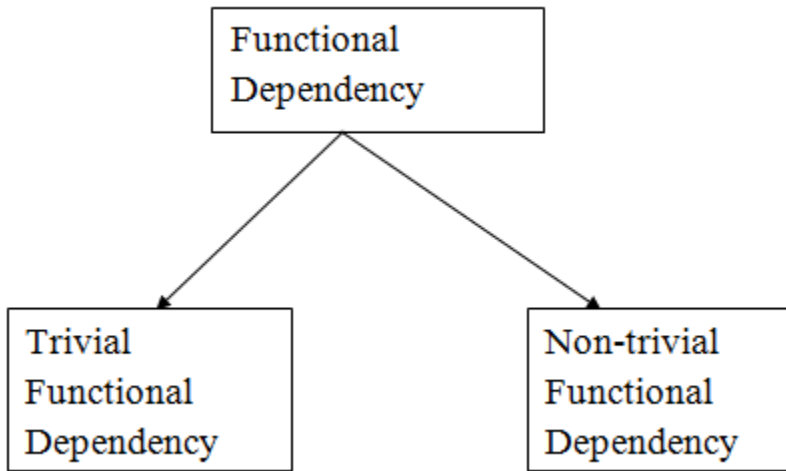 Functional
Dependency
Trivial
Functional
Dependency
Non-trivial
Functional
Dependency